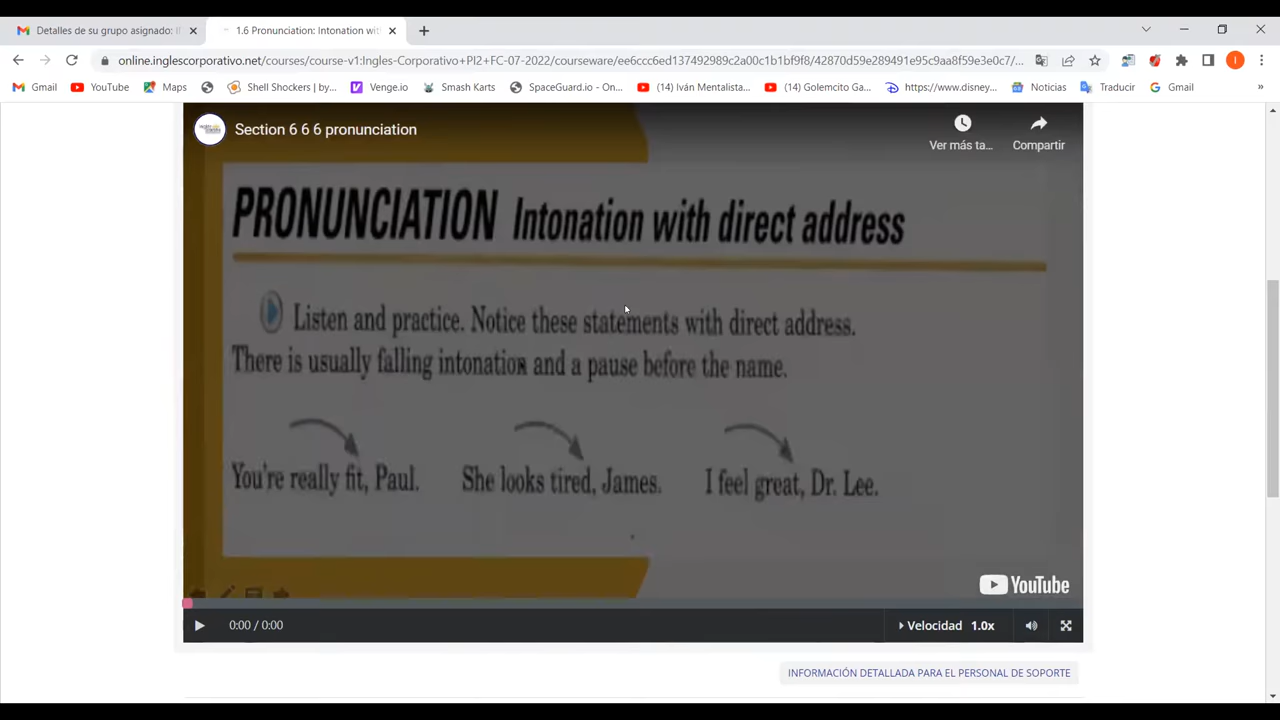 Detalles de su grupo asignado: I
1.6 Pronunciation: Intonation wit
online.inglescorporativo.net/courses/course-v1:Ingles-Corporativo+PI2+FC-17-2022/courseware/ee6ccc6ed137492989c2a00c1b1bf9f8/42870d59e289491e95c9aa8f59e3e0c7/...
I
Gmail
YouTube
Maps
Shell Shockers | by...
Venge.io
Smash Karts
SpaceGuard.io - On...
(14) Iván Mentalista...
(14) Golemcito Ga...
https://www.disney...
Noticias
Traducir
Gmail
Section 6 6 6 pronunciation
Ver más ta...
Compartir
PRONUNCIATION Intonation with direct address
Listen and practice. Notice these statements with direct address.
There is usually falling intonation and a pause before the name.
You're really fit, Paul. She looks tired, James. I feel great, Dr. Lee.
YouTube
0:00 / 0:00
Velocidad 1.0x
INFORMACIÓN DETALLADA PARA EL PERSONAL DE SOPORTE